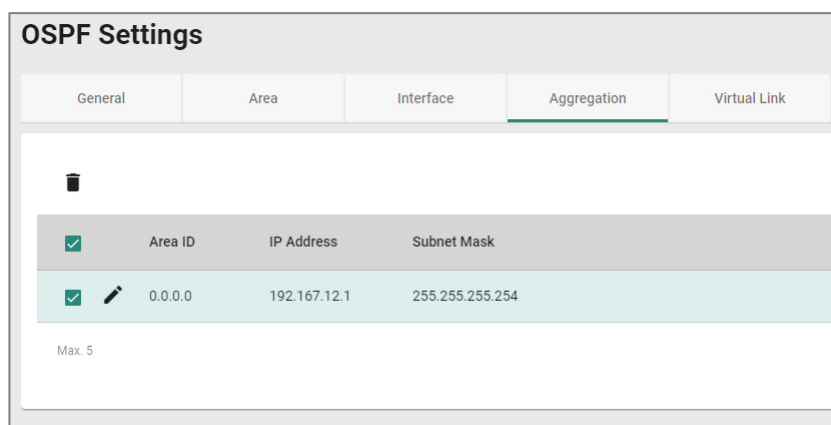 OSPF Settings
General Area Interface Aggregation Virtual Link
Area ID IP Address Subnet Mask
0.0.0.0 192.167.12.1 255.255.255.254
Max. 5